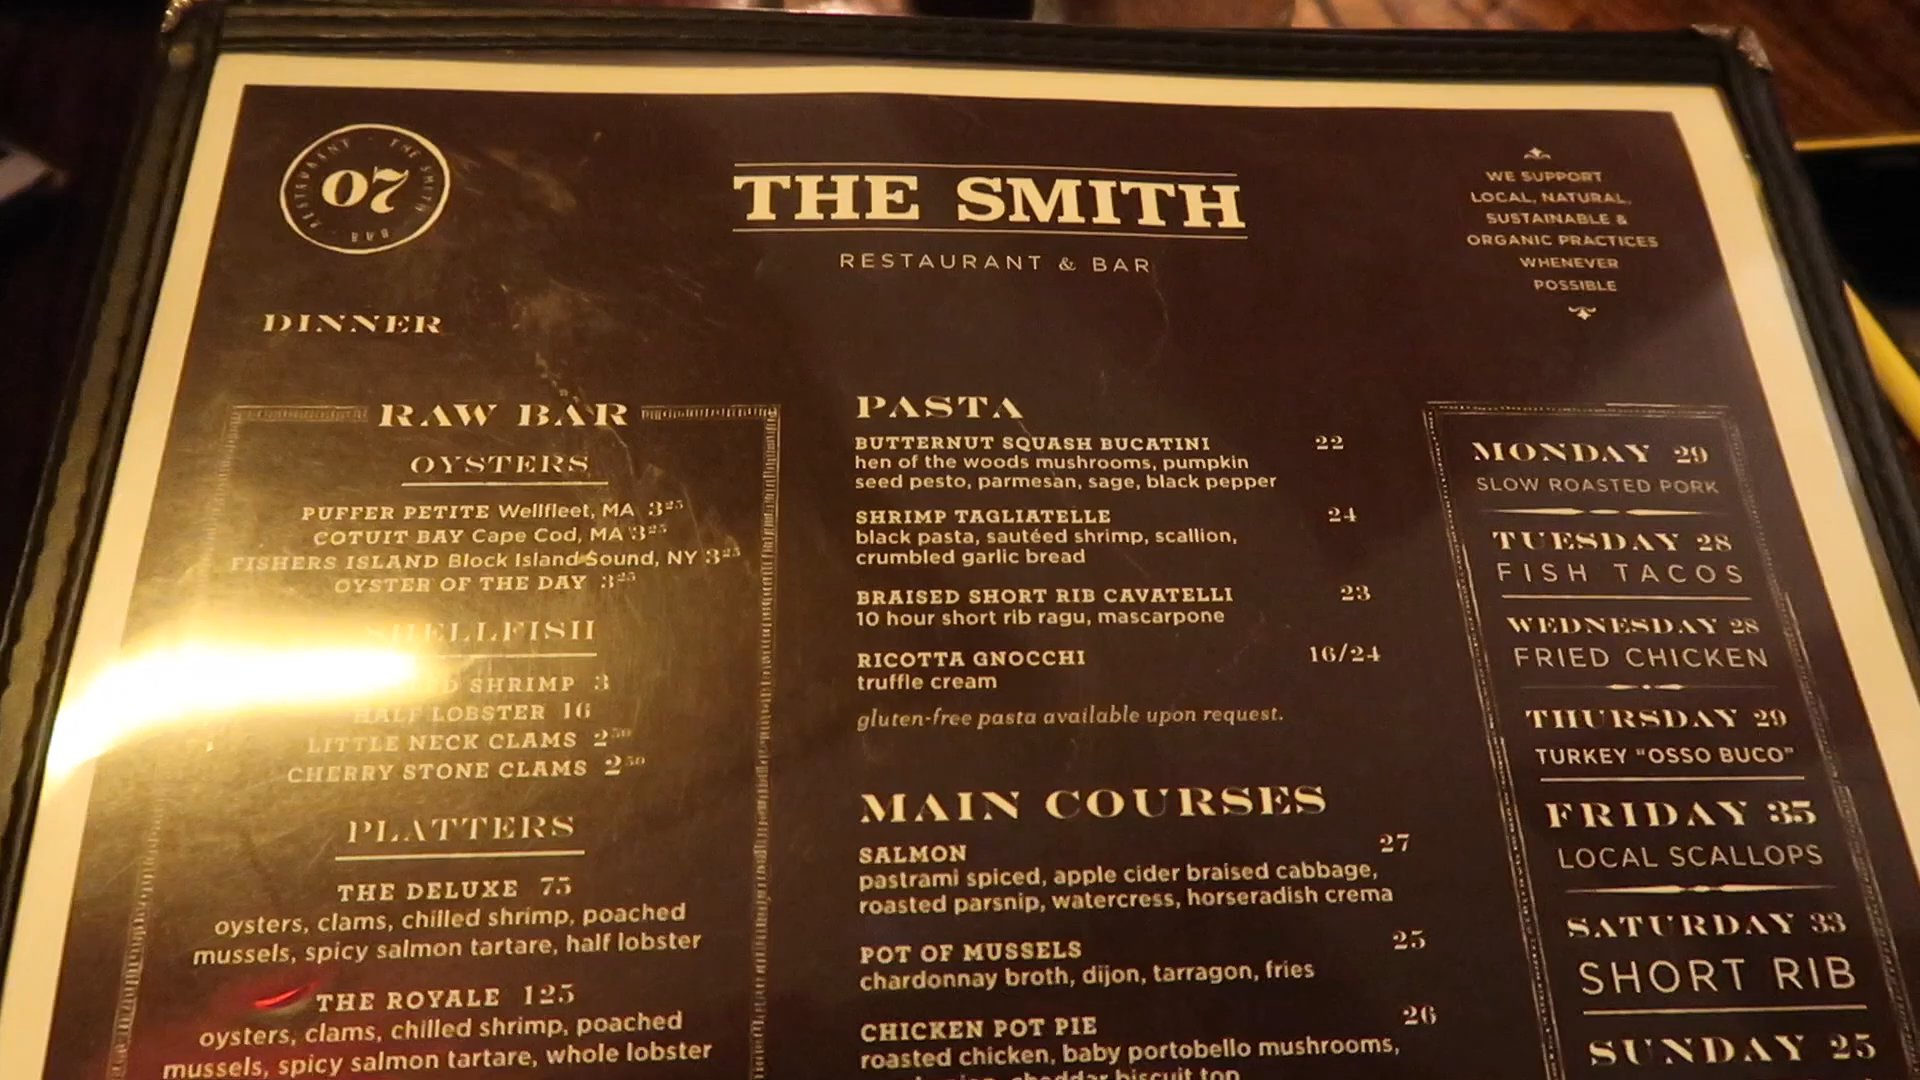 RESTAURANT · THE SMITH · BAR
07
THE SMITH
RESTAURANT & BAR
WE SUPPORT
LOCAL, NATURAL,
SUSTAINABLE &
ORGANIC PRACTICES
WHENEVER
POSSIBLE
DINNER
RAW BAR
OYSTERS
PUFFER PETITE Wellfleet, MA 3²⁵
COTUIT BAY Cape Cod, MA 3²⁵
FISHERS ISLAND Block Island Sound, NY 3²⁵
OYSTER OF THE DAY 3²⁵
SHELLFISH
SHRIMP 3
HALF LOBSTER 16
LITTLE NECK CLAMS 2⁵⁰
CHERRY STONE CLAMS 2⁵⁰
PLATTERS
THE DELUXE 75
oysters, clams, chilled shrimp, poached
mussels, spicy salmon tartare, half lobster
THE ROYALE 125
oysters, clams, chilled shrimp, poached
mussels, spicy salmon tartare, whole lobster
PASTA
BUTTERNUT SQUASH BUCATINI 22
hen of the woods mushrooms, pumpkin
seed pesto, parmesan, sage, black pepper
SHRIMP TAGLIATELLE 24
black pasta, sautéed shrimp, scallion,
crumbled garlic bread
BRAISED SHORT RIB CAVATELLI 23
10 hour short rib ragu, mascarpone
RICOTTA GNOCCHI 16/24
truffle cream
gluten-free pasta available upon request.
MAIN COURSES
SALMON 27
pastrami spiced, apple cider braised cabbage,
roasted parsnip, watercress, horseradish crema
POT OF MUSSELS 25
chardonnay broth, dijon, tarragon, fries
CHICKEN POT PIE 26
roasted chicken, baby portobello mushrooms,
cheddar biscuit top
MONDAY 29
SLOW ROASTED PORK
TUESDAY 28
FISH TACOS
WEDNESDAY 28
FRIED CHICKEN
THURSDAY 29
TURKEY "OSSO BUCO"
FRIDAY 35
LOCAL SCALLOPS
SATURDAY 33
SHORT RIB
SUNDAY 25